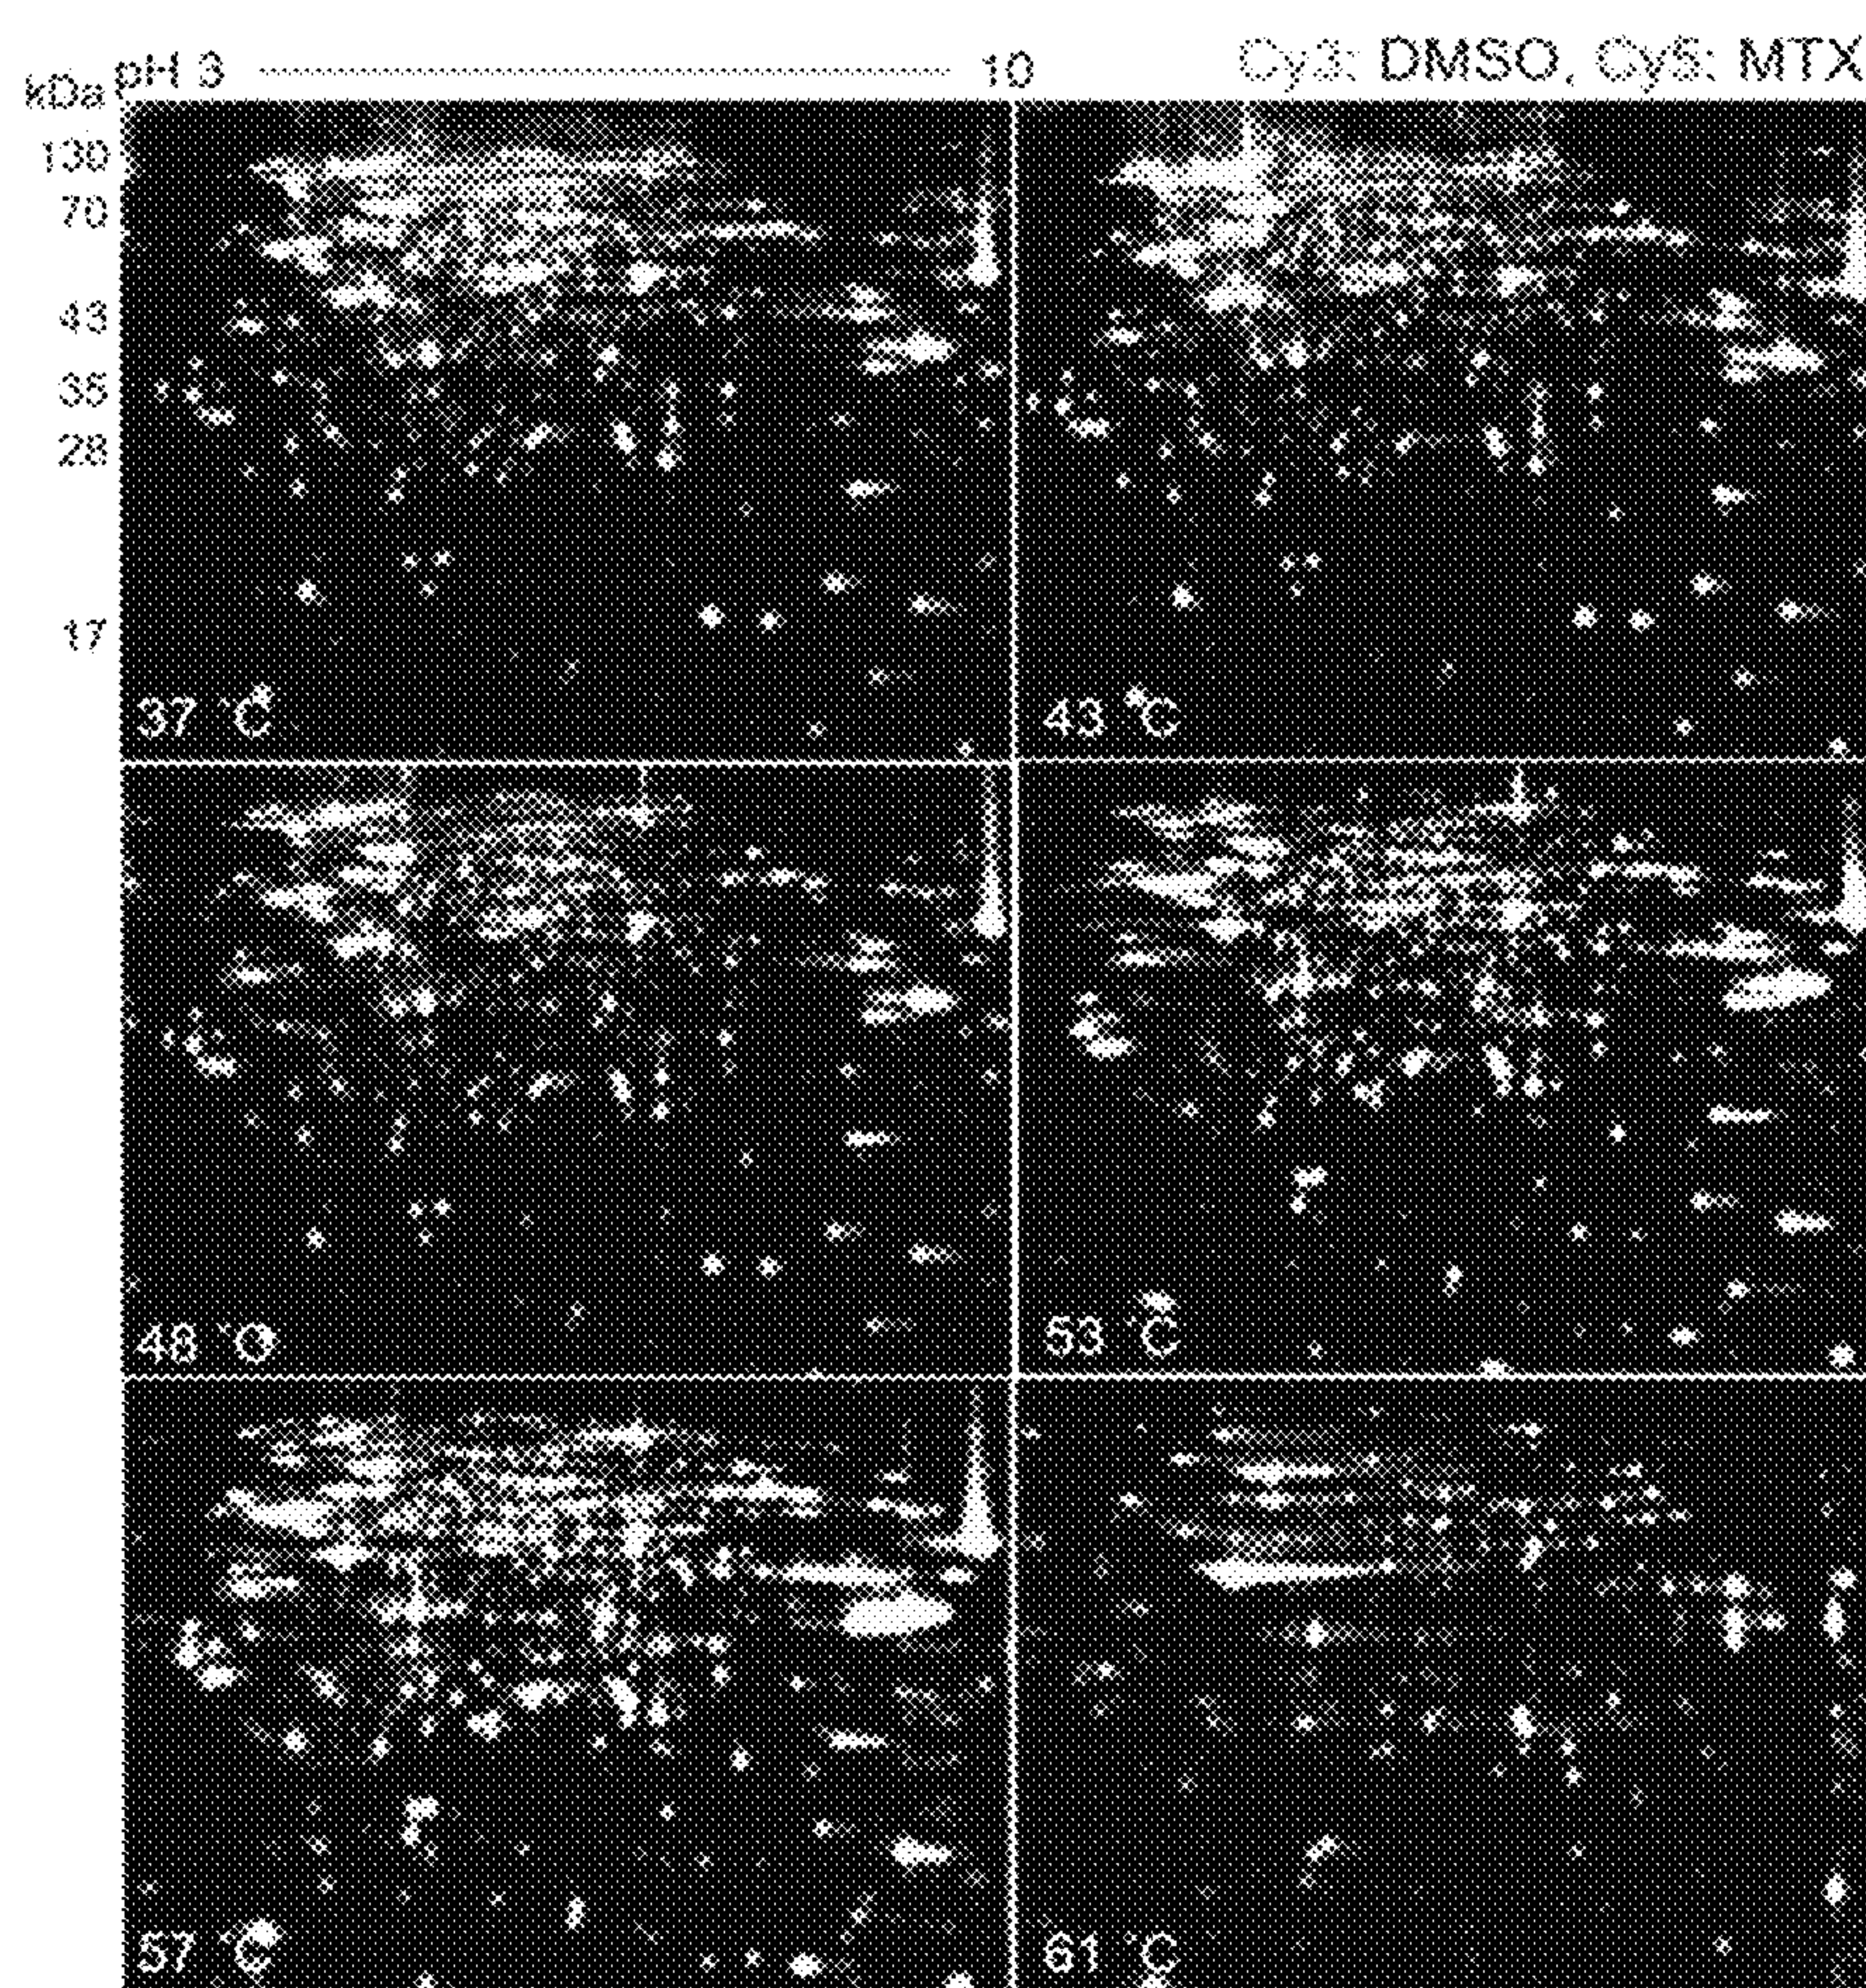 pH 3 10 Cy3: DMSO, Cy5: MTX
kDa
130
70
43
35
28
17
37 °C
43 °C
48 °C
53 °C
57 °C
61 °C